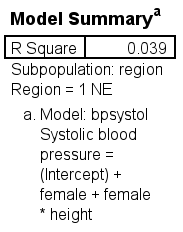 Model Summaryᵃ
R Square 0.039
Subpopulation: region
Region = 1 NE
a. Model: bpsystol
Systolic blood
pressure =
(Intercept) +
female + female
* height